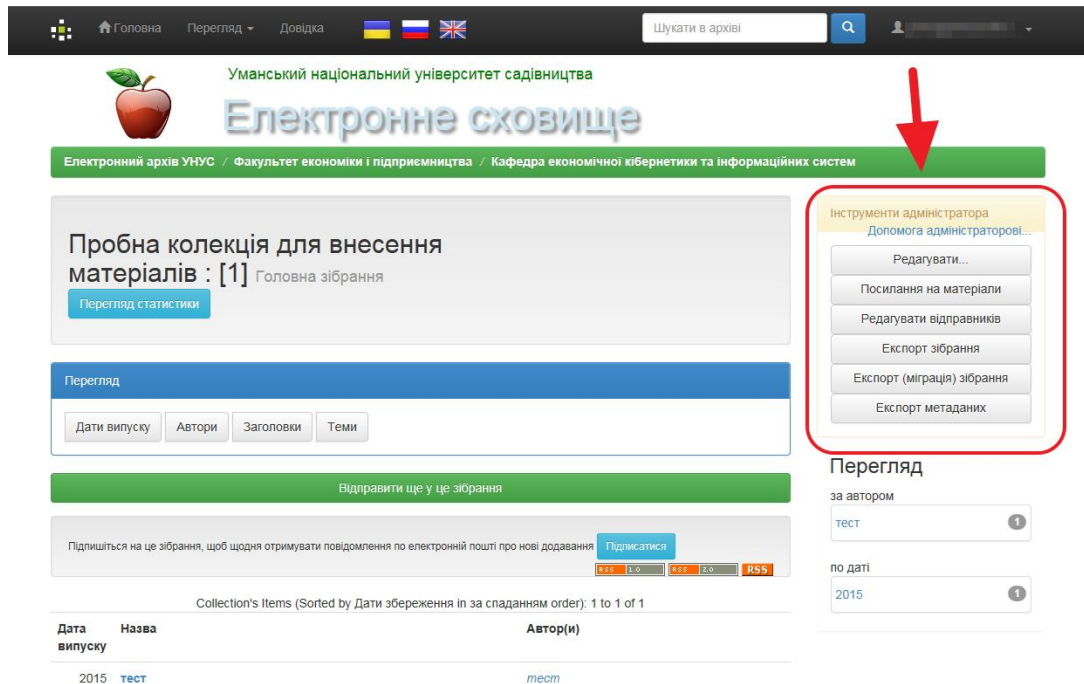 Головна Перегляд Довідка Шукати в архіві
Уманський національний університет садівництва
Електронне сховище
Електронний архів УНУС / Факультет економіки і підприємництва / Кафедра економічної кібернетики та інформаційних систем
Пробна колекція для внесення
матеріалів : [1] Головна зібрання
Перегляд статистики
Інструменти адміністратора
Допомога адміністраторові...
Редагувати...
Посилання на матеріали
Редагувати відправників
Експорт зібрання
Експорт (міграція) зібрання
Експорт метаданих
Перегляд
Дати випуску Автори Заголовки Теми
Відправити ще у це зібрання
Підпишіться на це зібрання, щоб щодня отримувати повідомлення по електронній пошті про нові додавання Підписатися
RSS 1.0 RSS 2.0 RSS
Перегляд
за автором
тест 1
по даті
2015 1
Collection's Items (Sorted by Дати збереження in за спаданням order): 1 to 1 of 1
Дата Назва Автор(и)
випуску
2015 тест тест